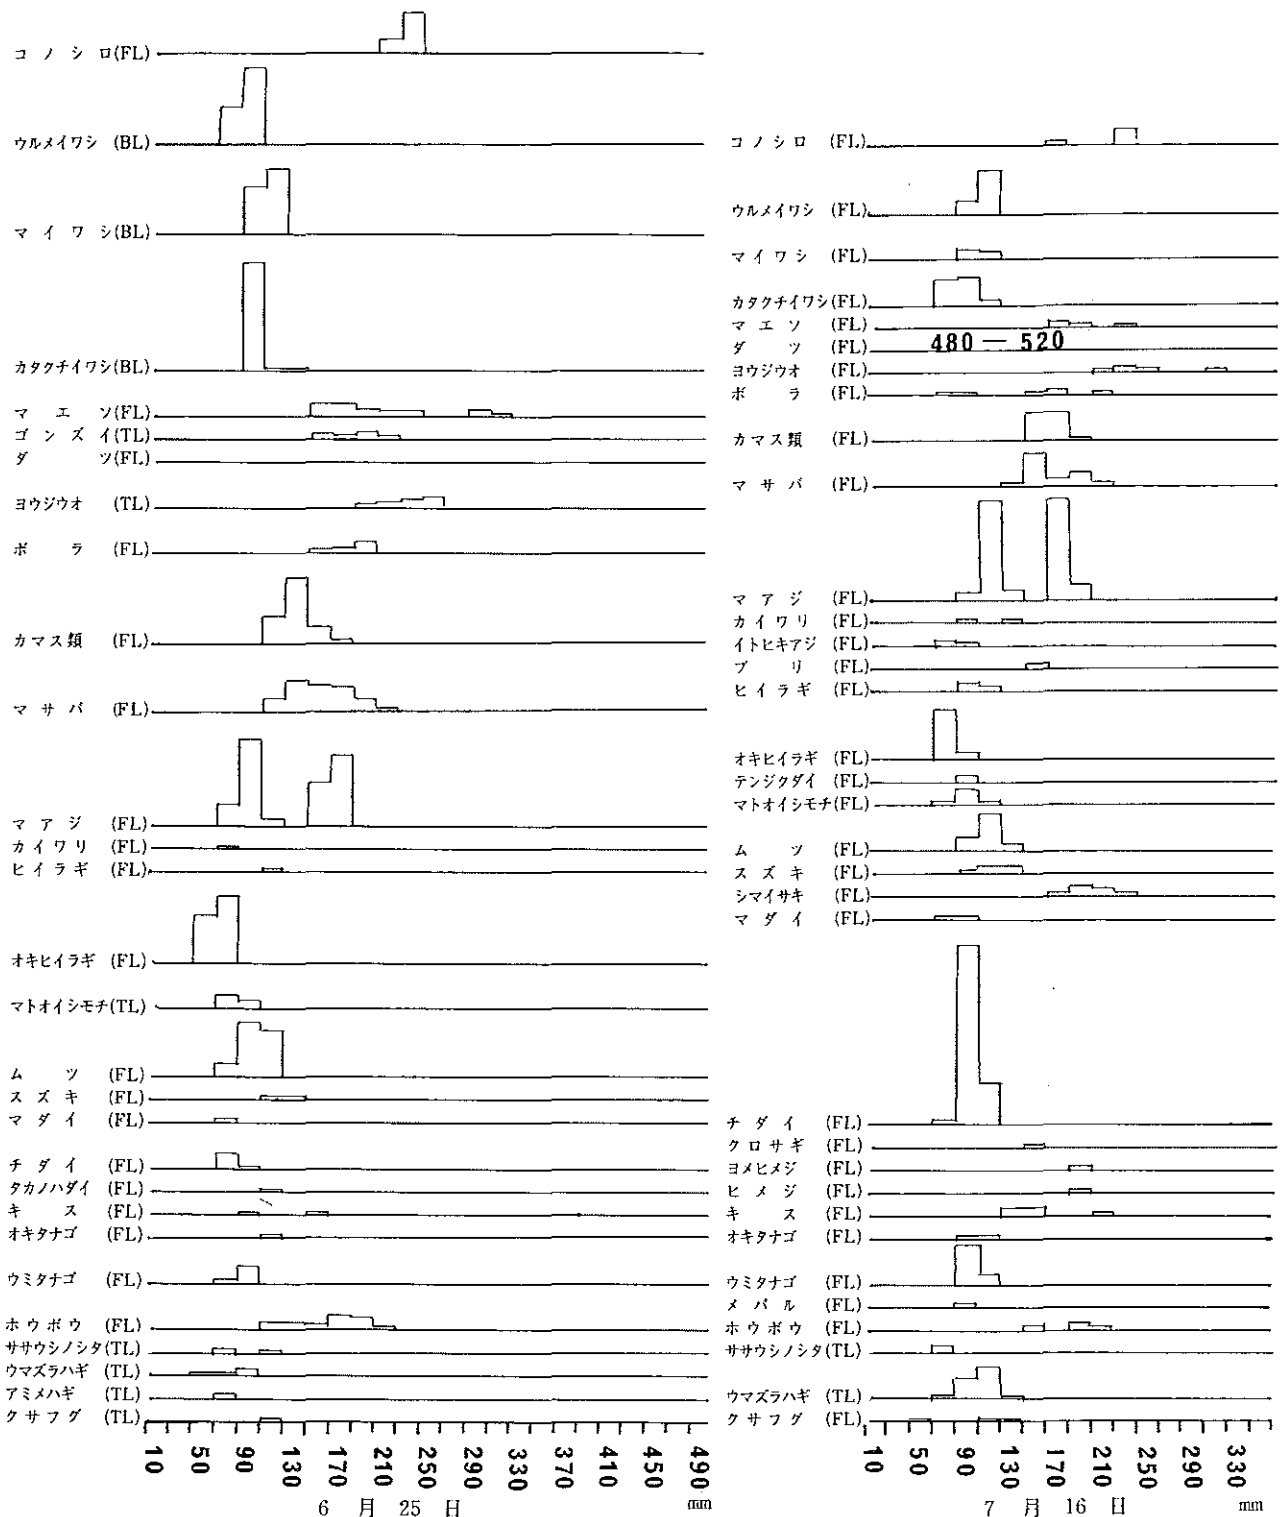 コノシロ(FL)
ウルメイワシ (BL)
マイワシ(BL)
カタクチイワシ(BL)
マエソ(FL)
ゴンズイ(TL)
ダツ(FL)
ヨウジウオ (TL)
ボラ (FL)
カマス類 (FL)
マサバ (FL)
マアジ (FL)
カイワリ (FL)
ヒイラギ (FL)
オキヒイラギ (FL)
マトオイシモチ(TL)
ムツ (FL)
スズキ (FL)
マダイ (FL)
チダイ (FL)
タカノハダイ (FL)
キス (FL)
オキタナゴ (FL)
ウミタナゴ (FL)
ホウボウ (FL)
ササウシノシタ(TL)
ウマズラハギ (TL)
アミメハギ (TL)
クサフグ (TL)
10 50 90 130 170 210 250 290 330 370 410 450 490
6 月 25 日 mm
コノシロ (FL)
ウルメイワシ (FL)
マイワシ (FL)
カタクチイワシ(FL)
マエソ (FL)
480 — 520
ダツ (FL)
ヨウジウオ (FL)
ボラ (FL)
カマス類 (FL)
マサバ (FL)
マアジ (FL)
カイワリ (FL)
イトヒキアジ (FL)
ブリ (FL)
ヒイラギ (FL)
オキヒイラギ (FL)
テンジクダイ (FL)
マトオイシモチ(FL)
ムツ (FL)
スズキ (FL)
シマイサキ (FL)
マダイ (FL)
チダイ (FL)
クロサギ (FL)
ヨメヒメジ (FL)
ヒメジ (FL)
キス (FL)
オキタナゴ (FL)
ウミタナゴ (FL)
メバル (FL)
ホウボウ (FL)
ササウシノシタ(TL)
ウマズラハギ (TL)
クサフグ (FL)
10 50 90 130 170 210 250 290 330
7 月 16 日 mm